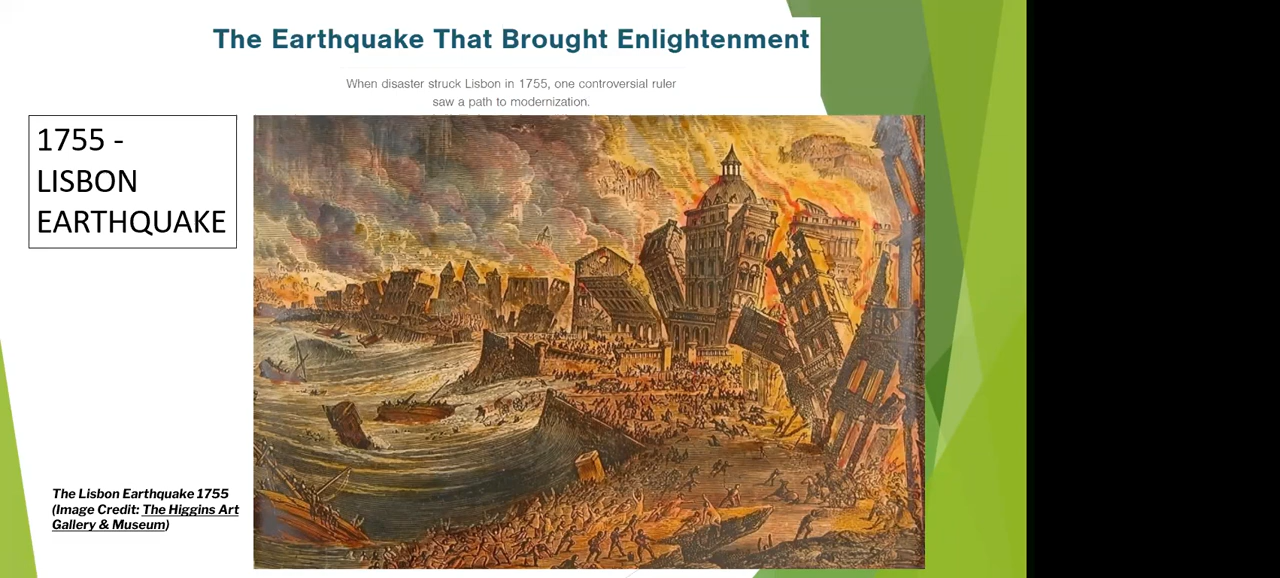 The Earthquake That Brought Enlightenment
When disaster struck Lisbon in 1755, one controversial ruler
saw a path to modernization.
1755 -
LISBON
EARTHQUAKE
The Lisbon Earthquake 1755
(Image Credit: The Higgins Art
Gallery & Museum)